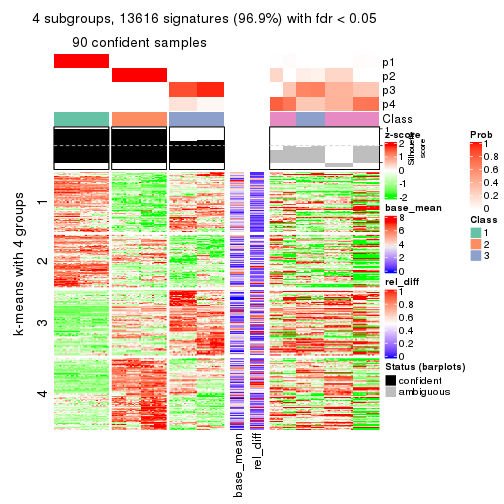 4 subgroups, 13616 signatures (96.9%) with fdr < 0.05
90 confident samples
p1
p2
p3
p4
Class
1
Silhouette
score
z-score
2
1
0
-1
-2
base_mean
8
6
4
2
0
rel_diff
1
0.8
0.6
0.4
0.2
0
Status (barplots)
confident
ambiguous
Prob
1
0.8
0.6
0.4
0.2
0
Class
1
2
3
k-means with 4 groups
1
2
3
4
base_mean
rel_diff